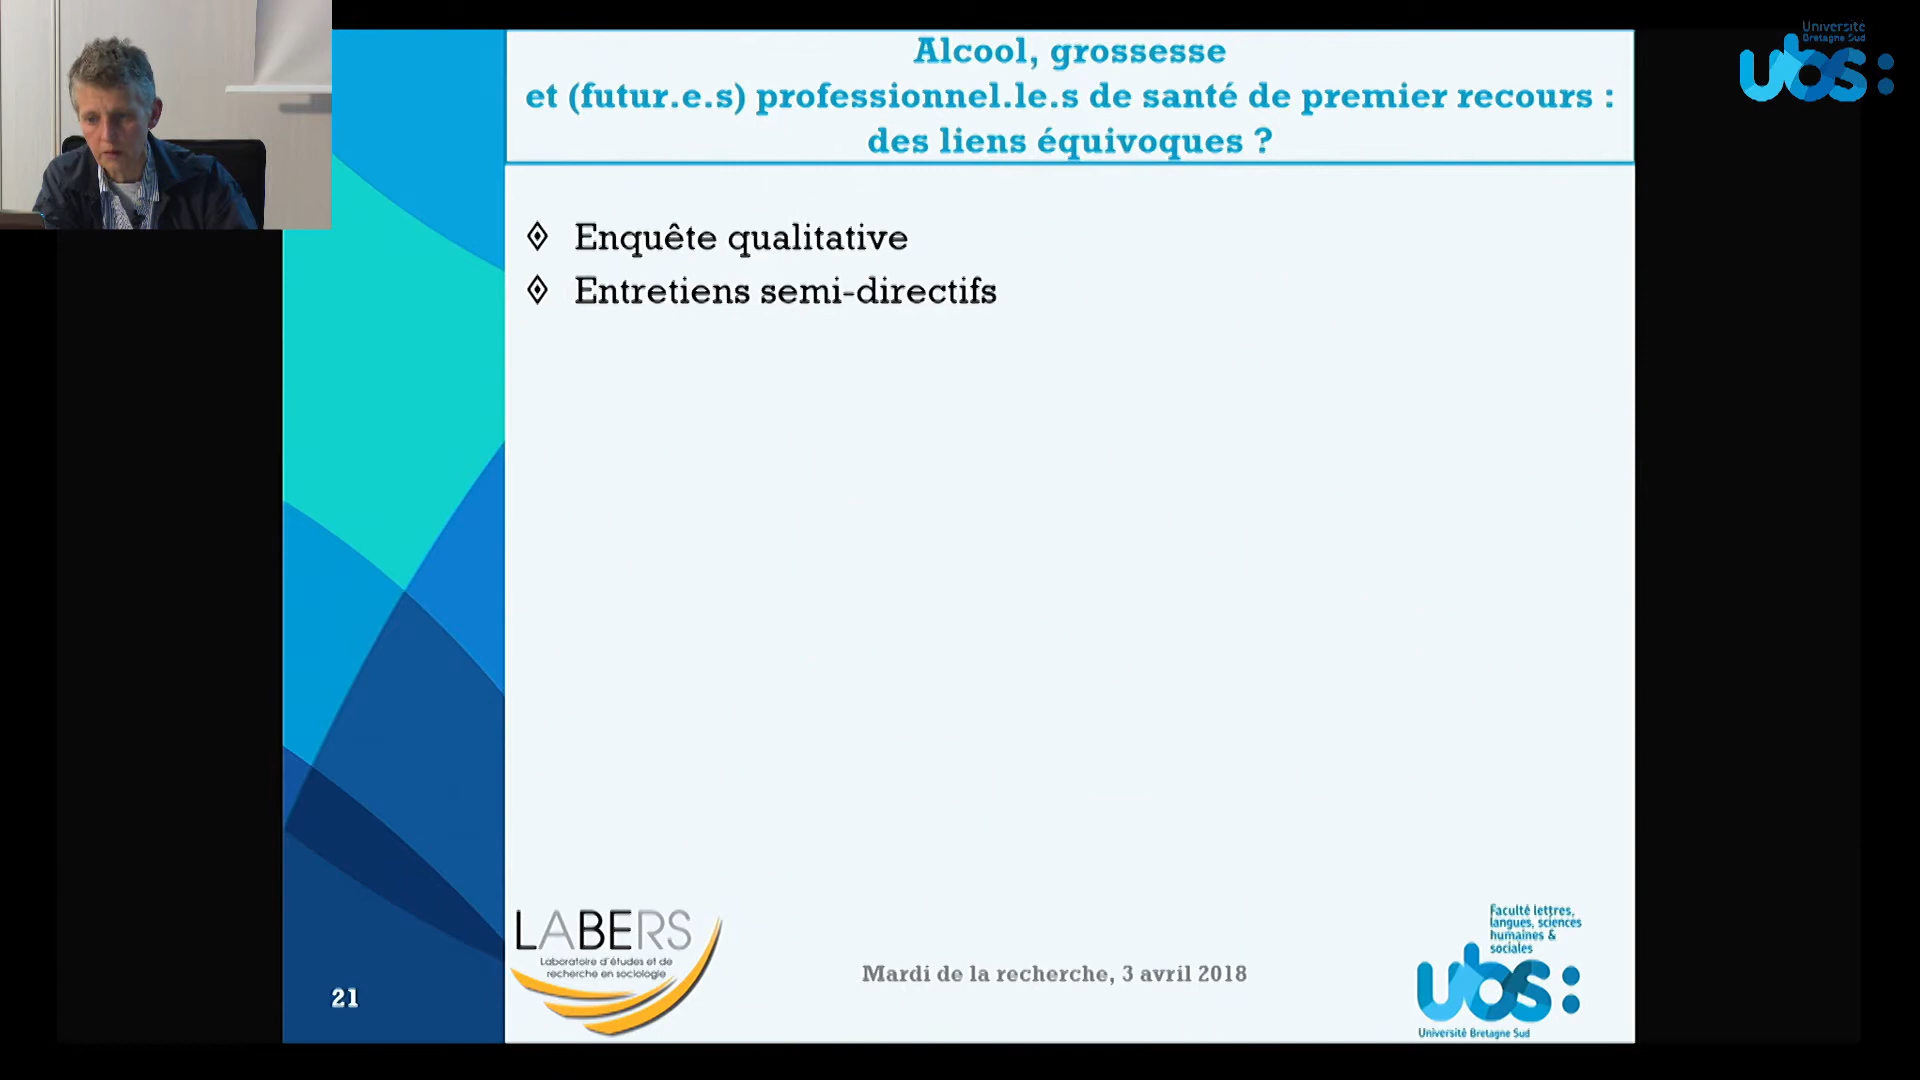 Université
Bretagne Sud
ubs:
Alcool, grossesse
et (futur.e.s) professionnel.le.s de santé de premier recours :
des liens équivoques ?
Enquête qualitative
Entretiens semi-directifs
LABERS
Laboratoire d'études et de
recherche en sociologie
21
Mardi de la recherche, 3 avril 2018
Faculté lettres,
langues, sciences
humaines &
sociales
ubs:
Université Bretagne Sud